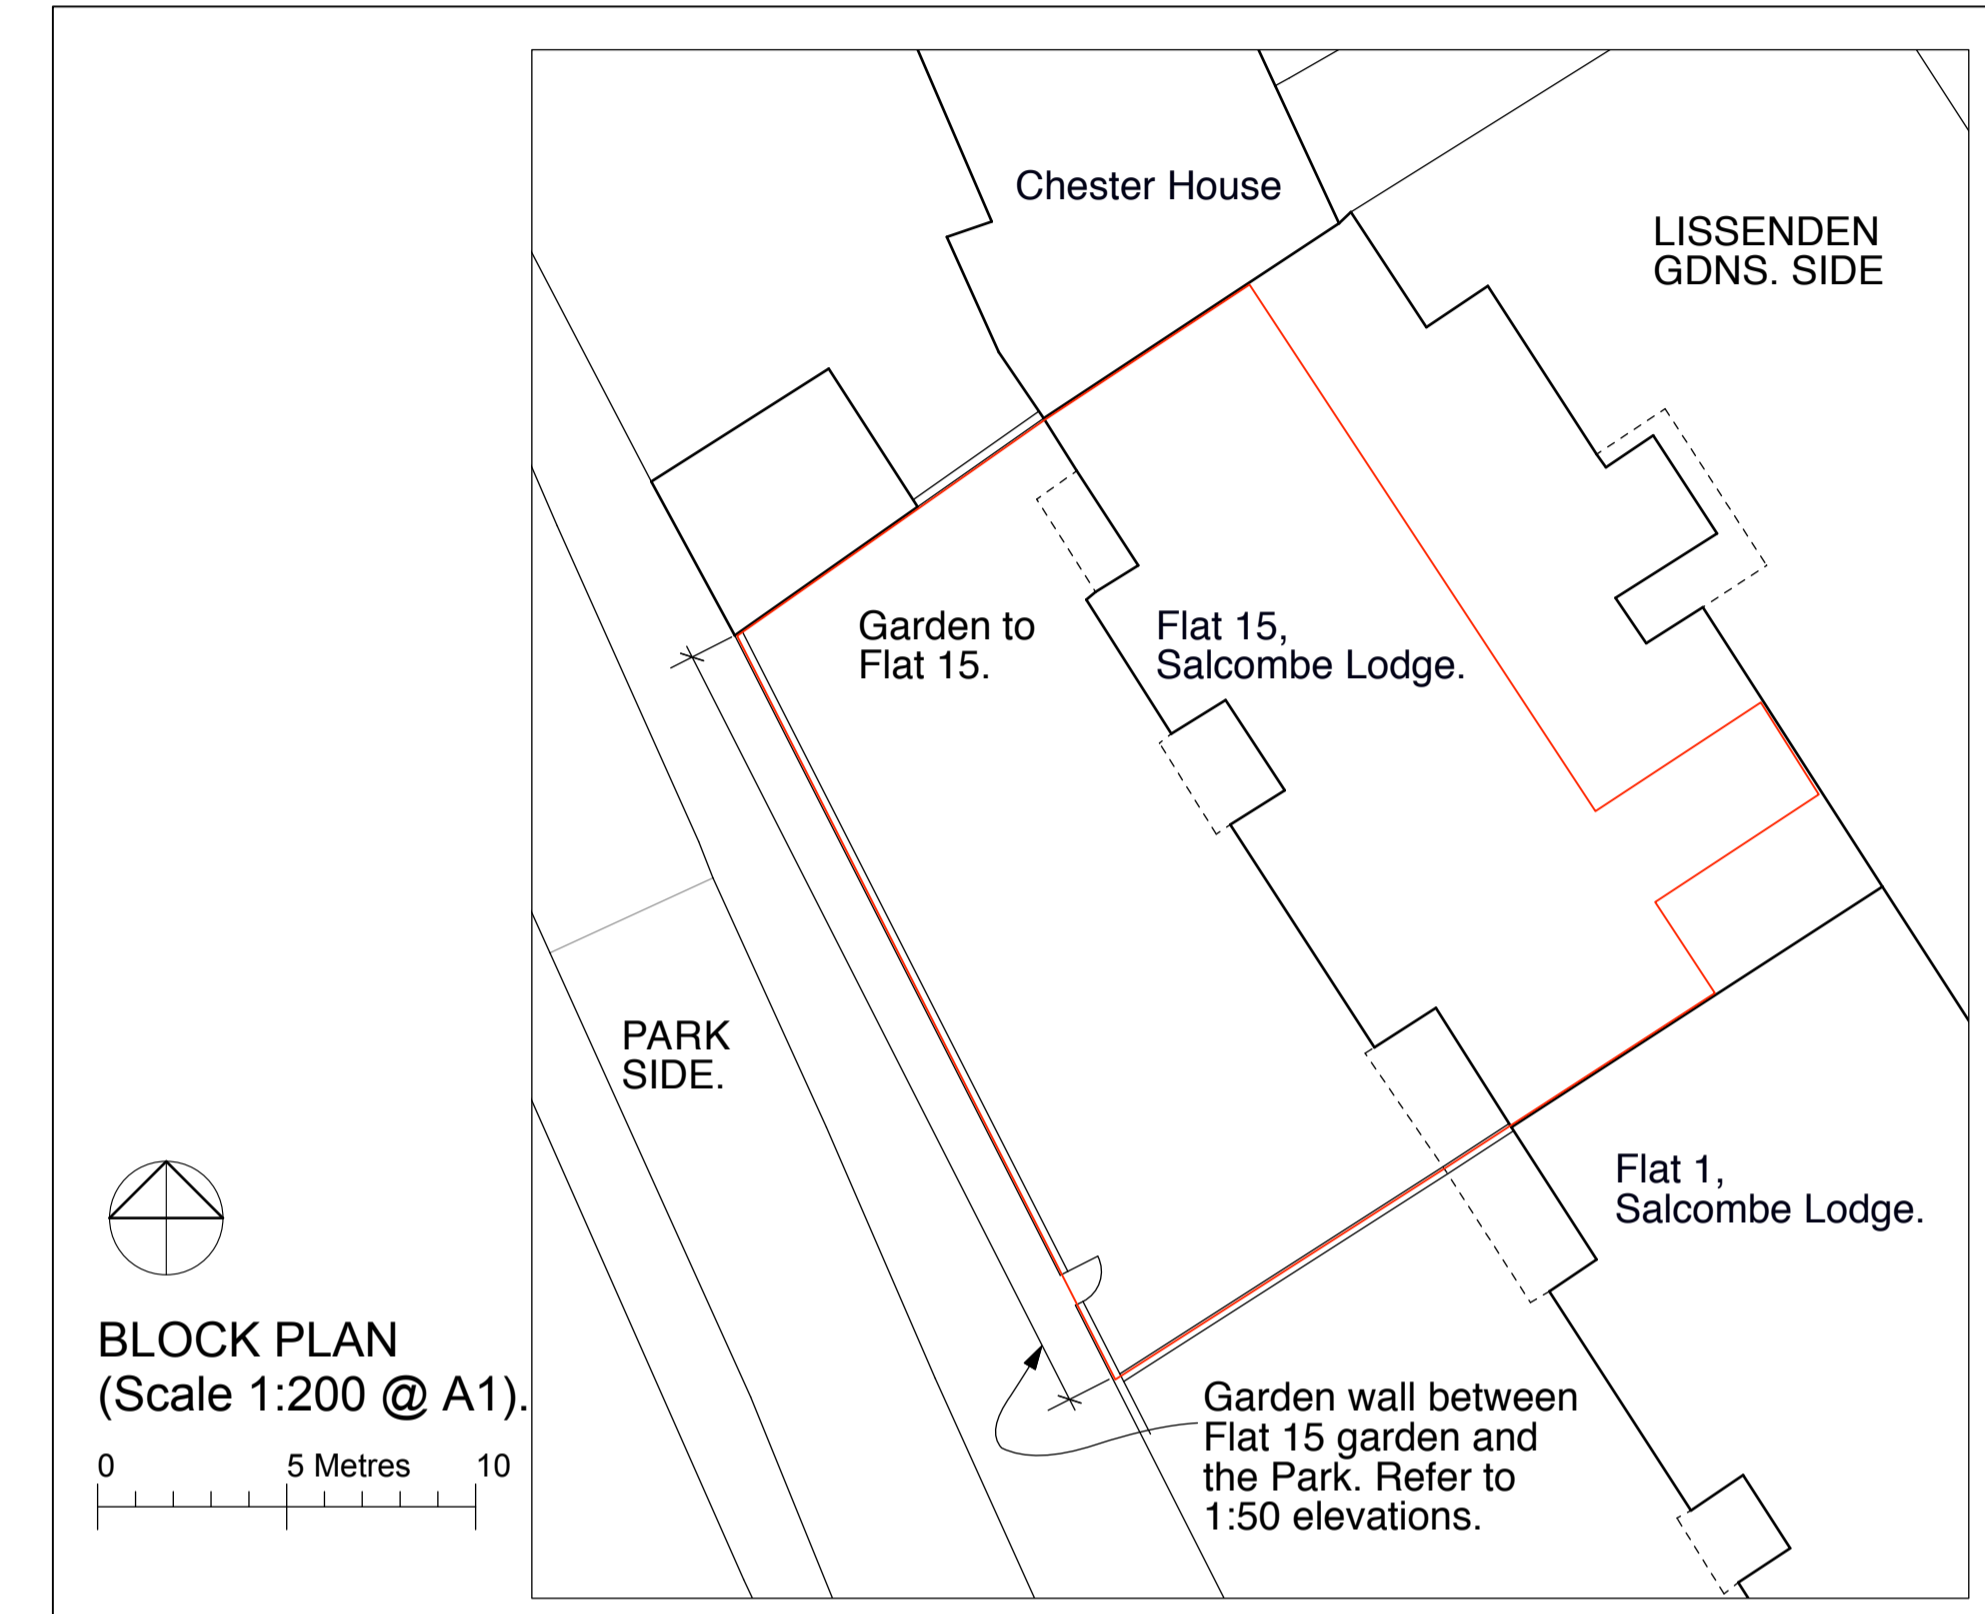 Chester House
LISSENDEN
GDNS. SIDE
Garden to
Flat 15.
Flat 15,
Salcombe Lodge.
PARK
SIDE.
Flat 1,
Salcombe Lodge.
BLOCK PLAN
(Scale 1:200 @ A1).
0 5 Metres 10
Garden wall between
Flat 15 garden and
the Park. Refer to
1:50 elevations.